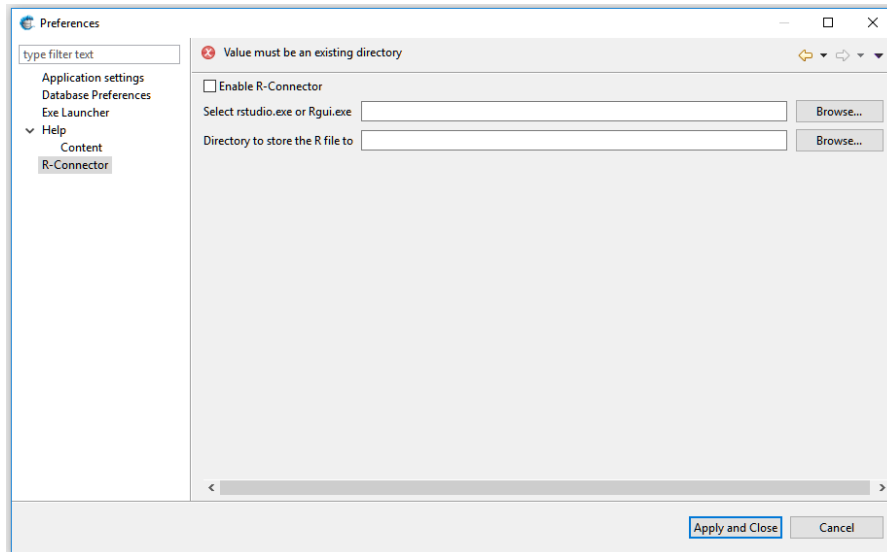 Preferences
type filter text
Value must be an existing directory
Application settings
Database Preferences
Exe Launcher
Help
Content
R-Connector
Enable R-Connector
Select rstudio.exe or Rgui.exe
Browse...
Directory to store the R file to
Browse...
Apply and Close
Cancel